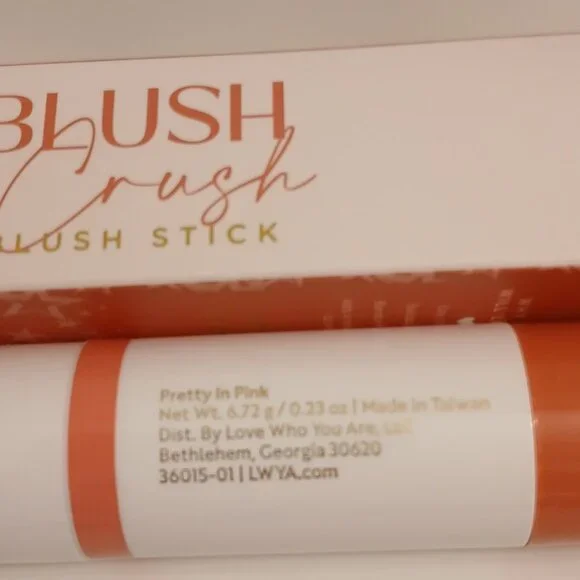 BLUSH
Crush
BLUSH STICK
Pretty In Pink
Net Wt. 6.72 g / 0.23 oz | Made in Taiwan
Dist. By Love Who You Are, LLC
Bethlehem, Georgia 30620
36015-01 | LWYA.com